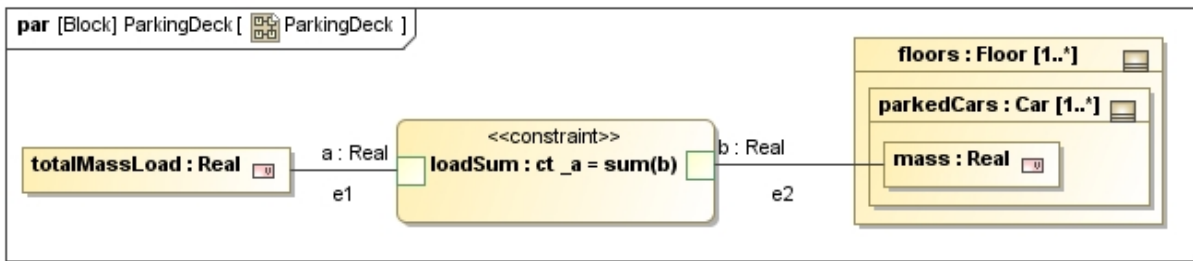 par [Block] ParkingDeck [ ParkingDeck ]
floors : Floor [1..*]
parkedCars : Car [1..*]
<<constraint>>
totalMassLoad : Real
a : Real
loadSum : ct _a = sum(b)
b : Real
mass : Real
e1
e2